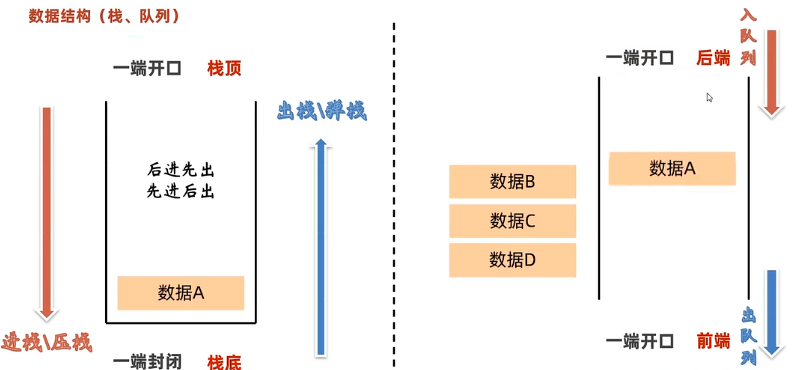 数据结构（栈、队列）
一端开口 栈顶
出栈\弹栈
后进先出
先进后出
数据A
进栈\压栈
一端封闭 栈底
入队列
一端开口 后端
数据A
数据B
数据C
数据D
一端开口 前端
出队列